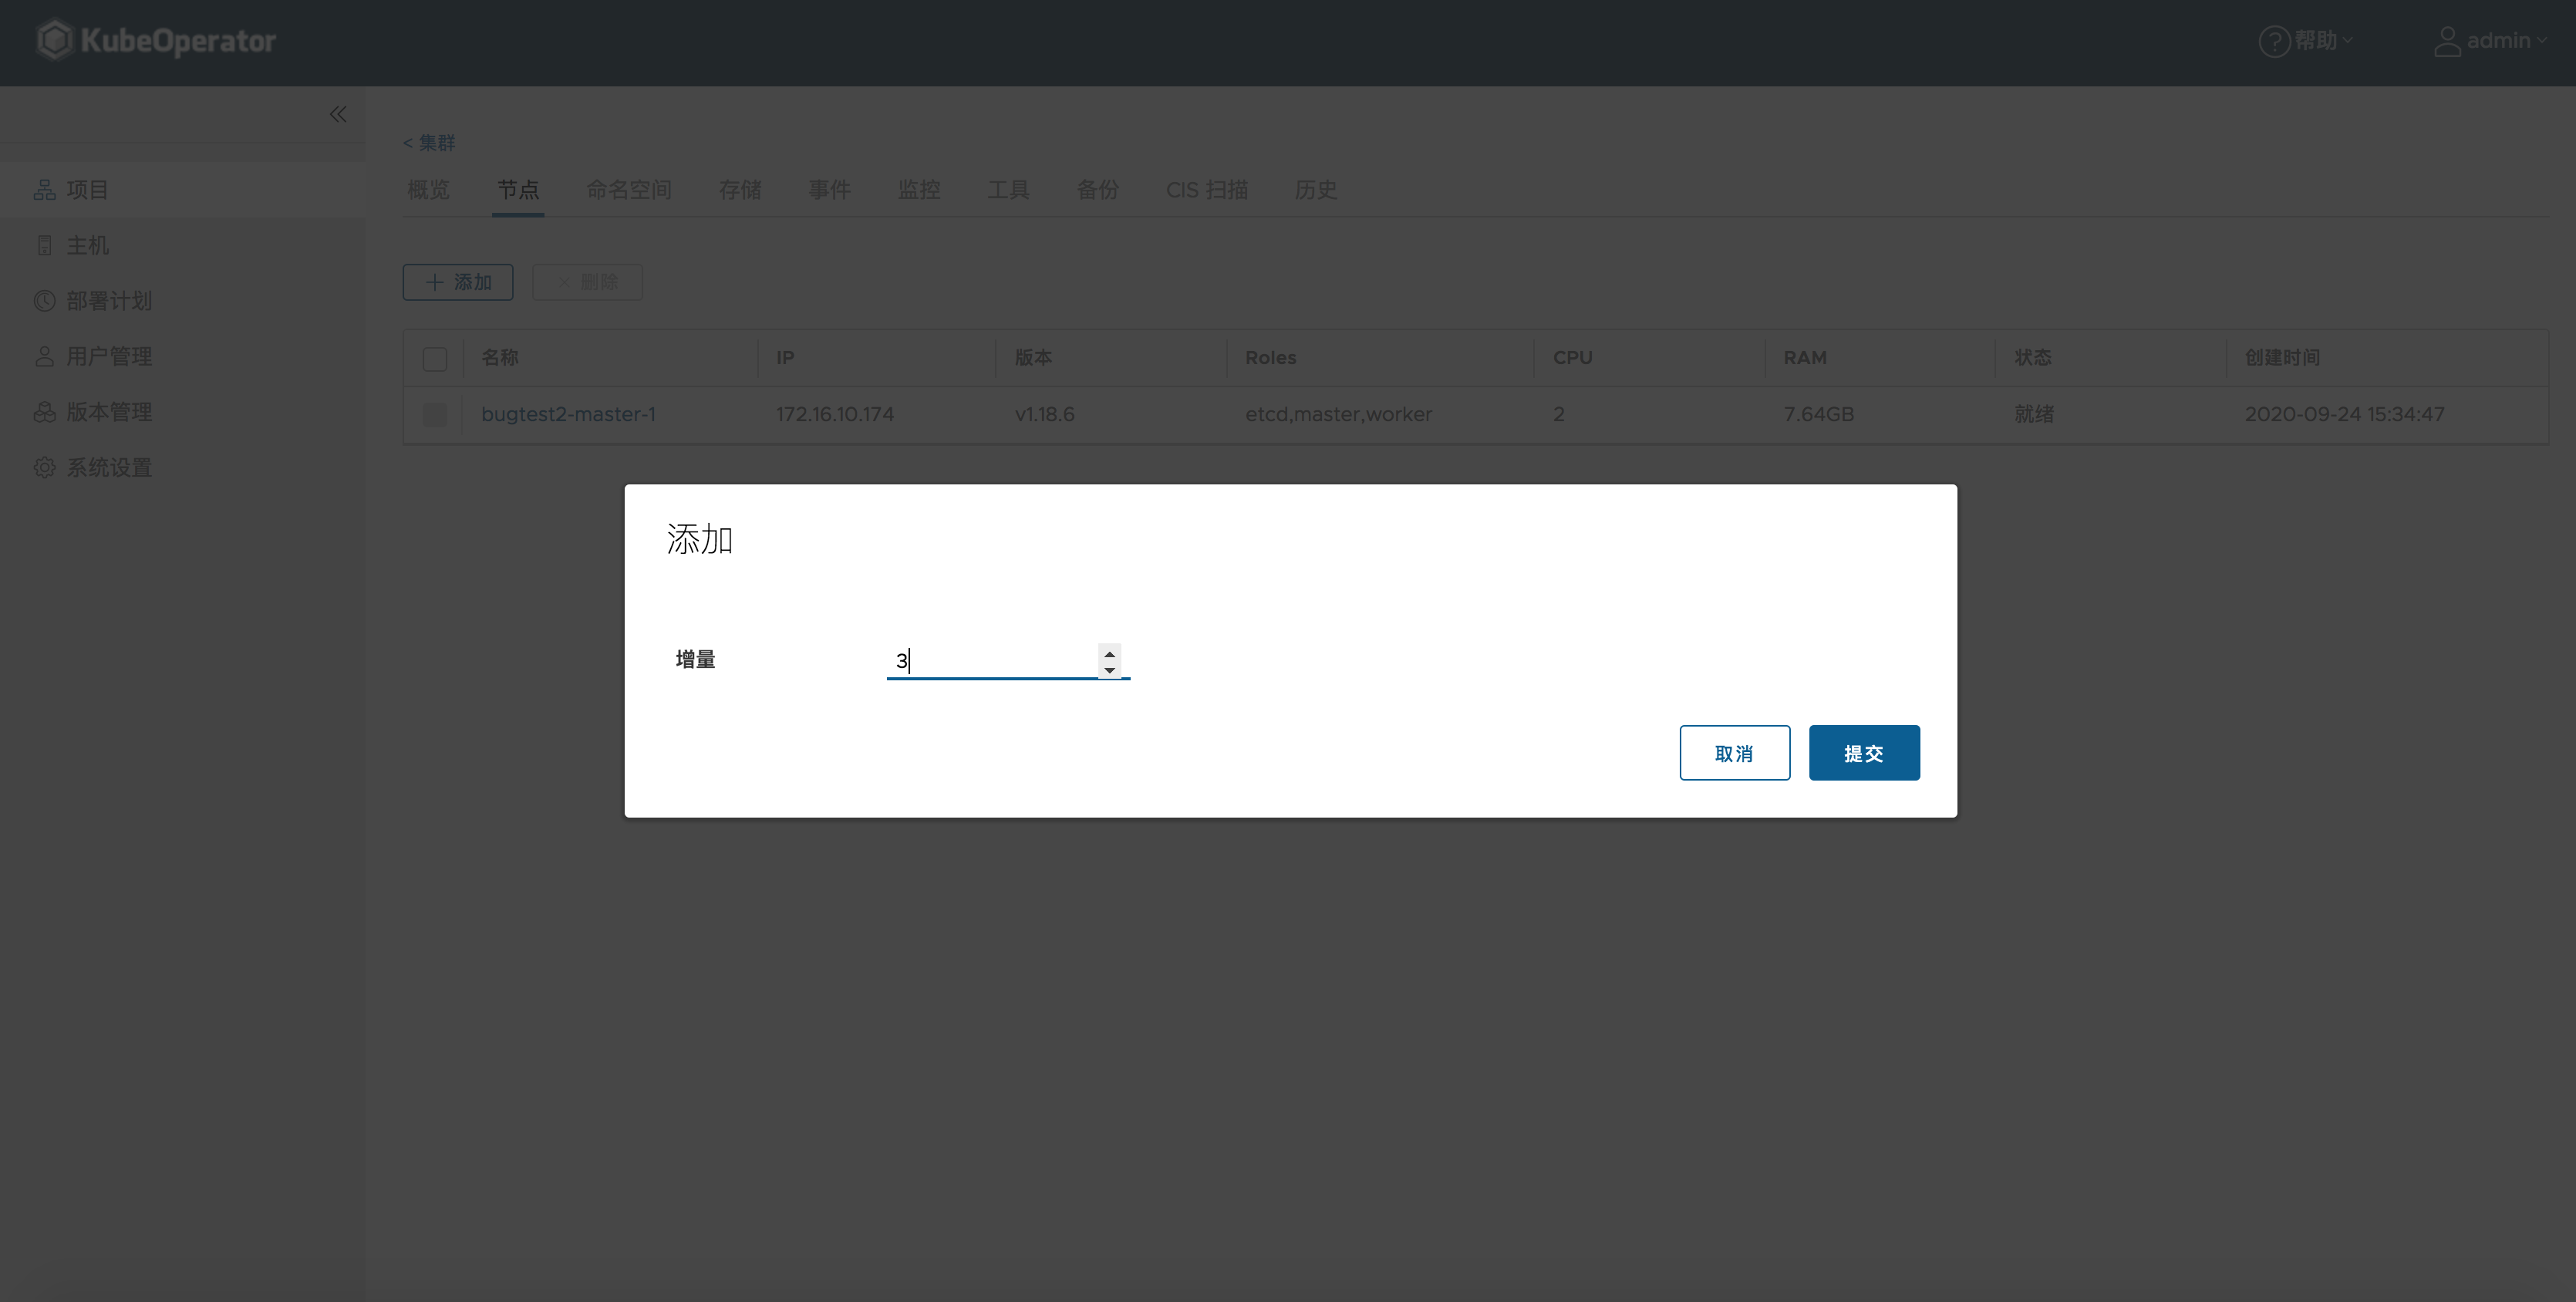 KubeOperator
帮助
admin
< 集群
概览 节点 命名空间 存储 事件 监控 工具 备份 CIS 扫描 历史
项目
主机
部署计划
用户管理
版本管理
系统设置
添加 删除
名称 IP 版本 Roles CPU RAM 状态 创建时间
bugtest2-master-1 172.16.10.174 v1.18.6 etcd,master,worker 2 7.64GB 就绪 2020-09-24 15:34:47
添加
增量 3
取消 提交